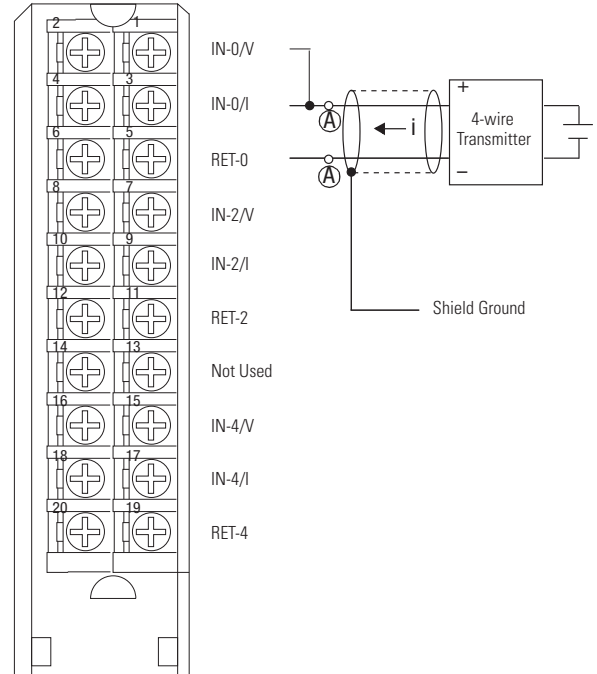 2 1
4 3
6 5
8 7
10 9
12 11
14 13
16 15
18 17
20 19
IN-0/V
IN-0/I
RET-0
IN-2/V
IN-2/I
RET-2
Not Used
IN-4/V
IN-4/I
RET-4
A
A
i
+
4-wire
Transmitter
–
Shield Ground